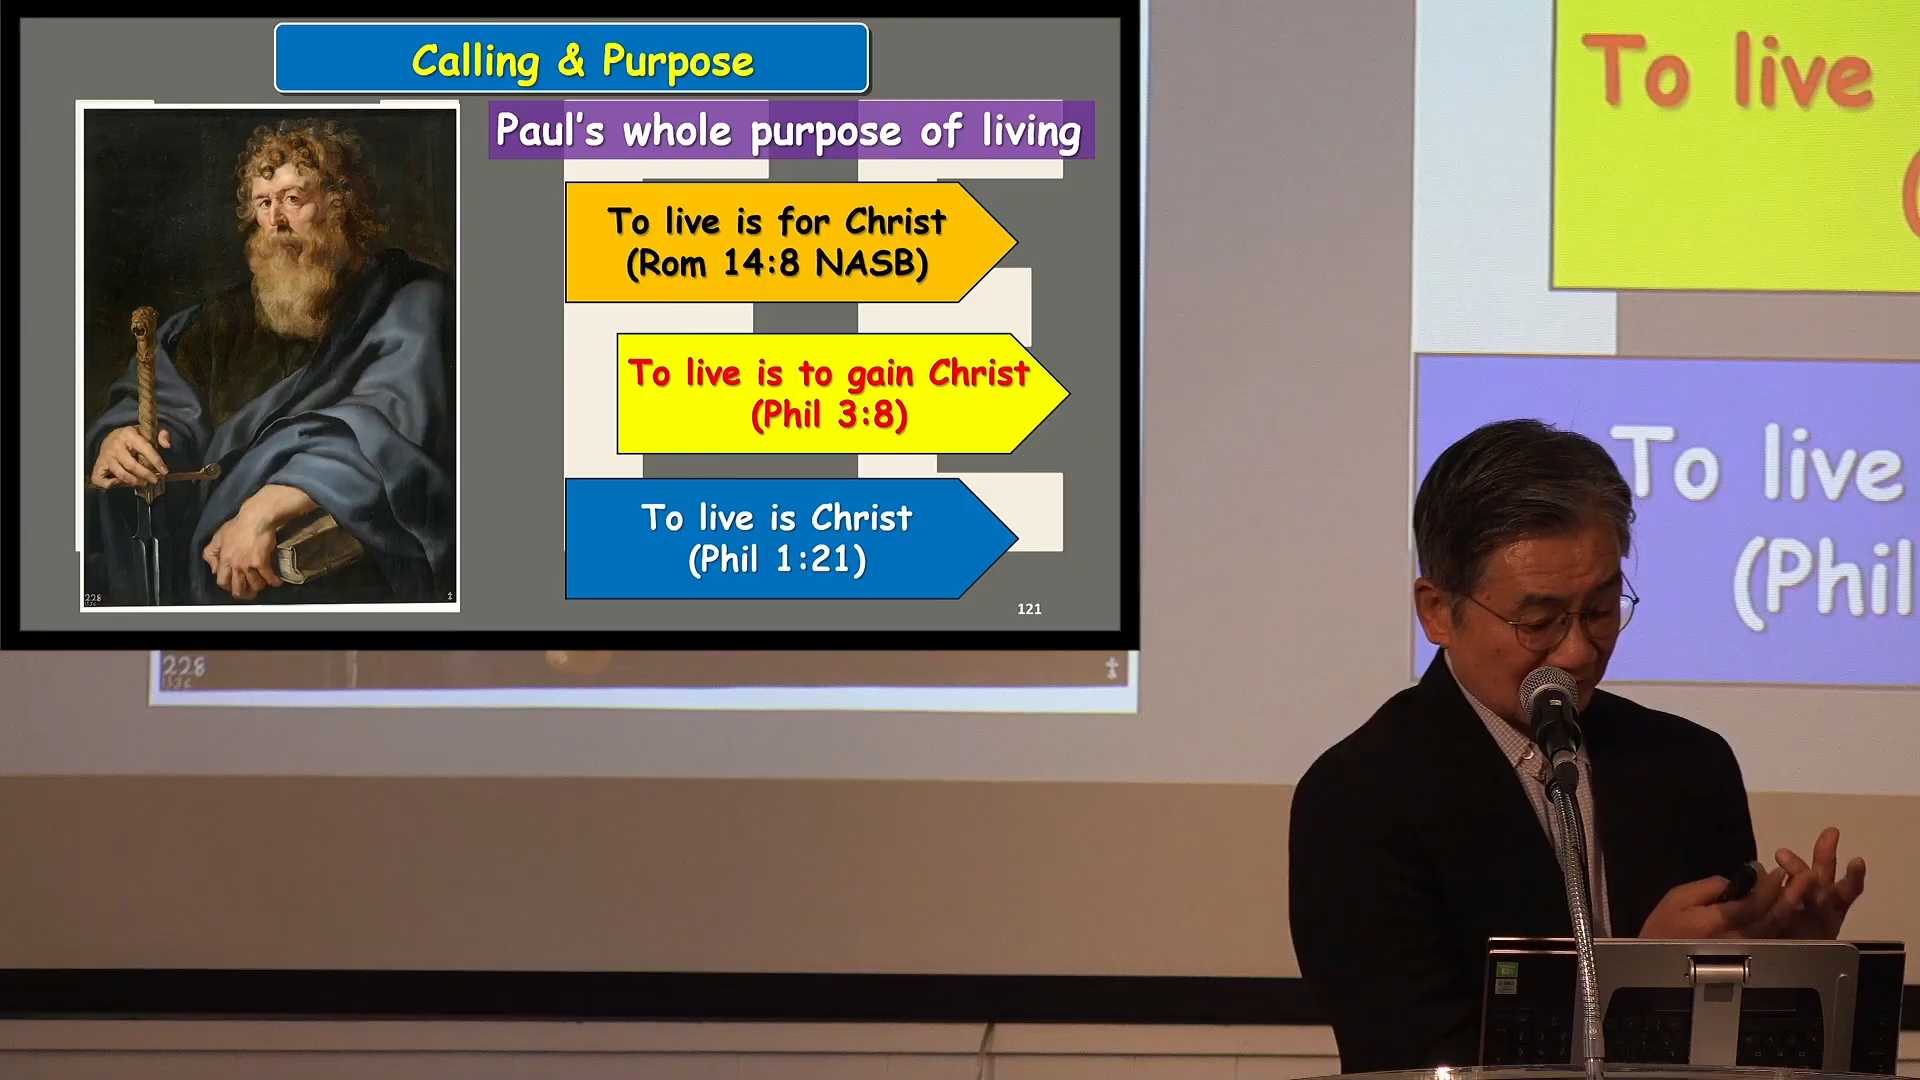 Calling & Purpose
Paul's whole purpose of living
To live is for Christ
(Rom 14:8 NASB)
To live is to gain Christ
(Phil 3:8)
To live is Christ
(Phil 1:21)
228
121
To live
(
To live
(Phil
228